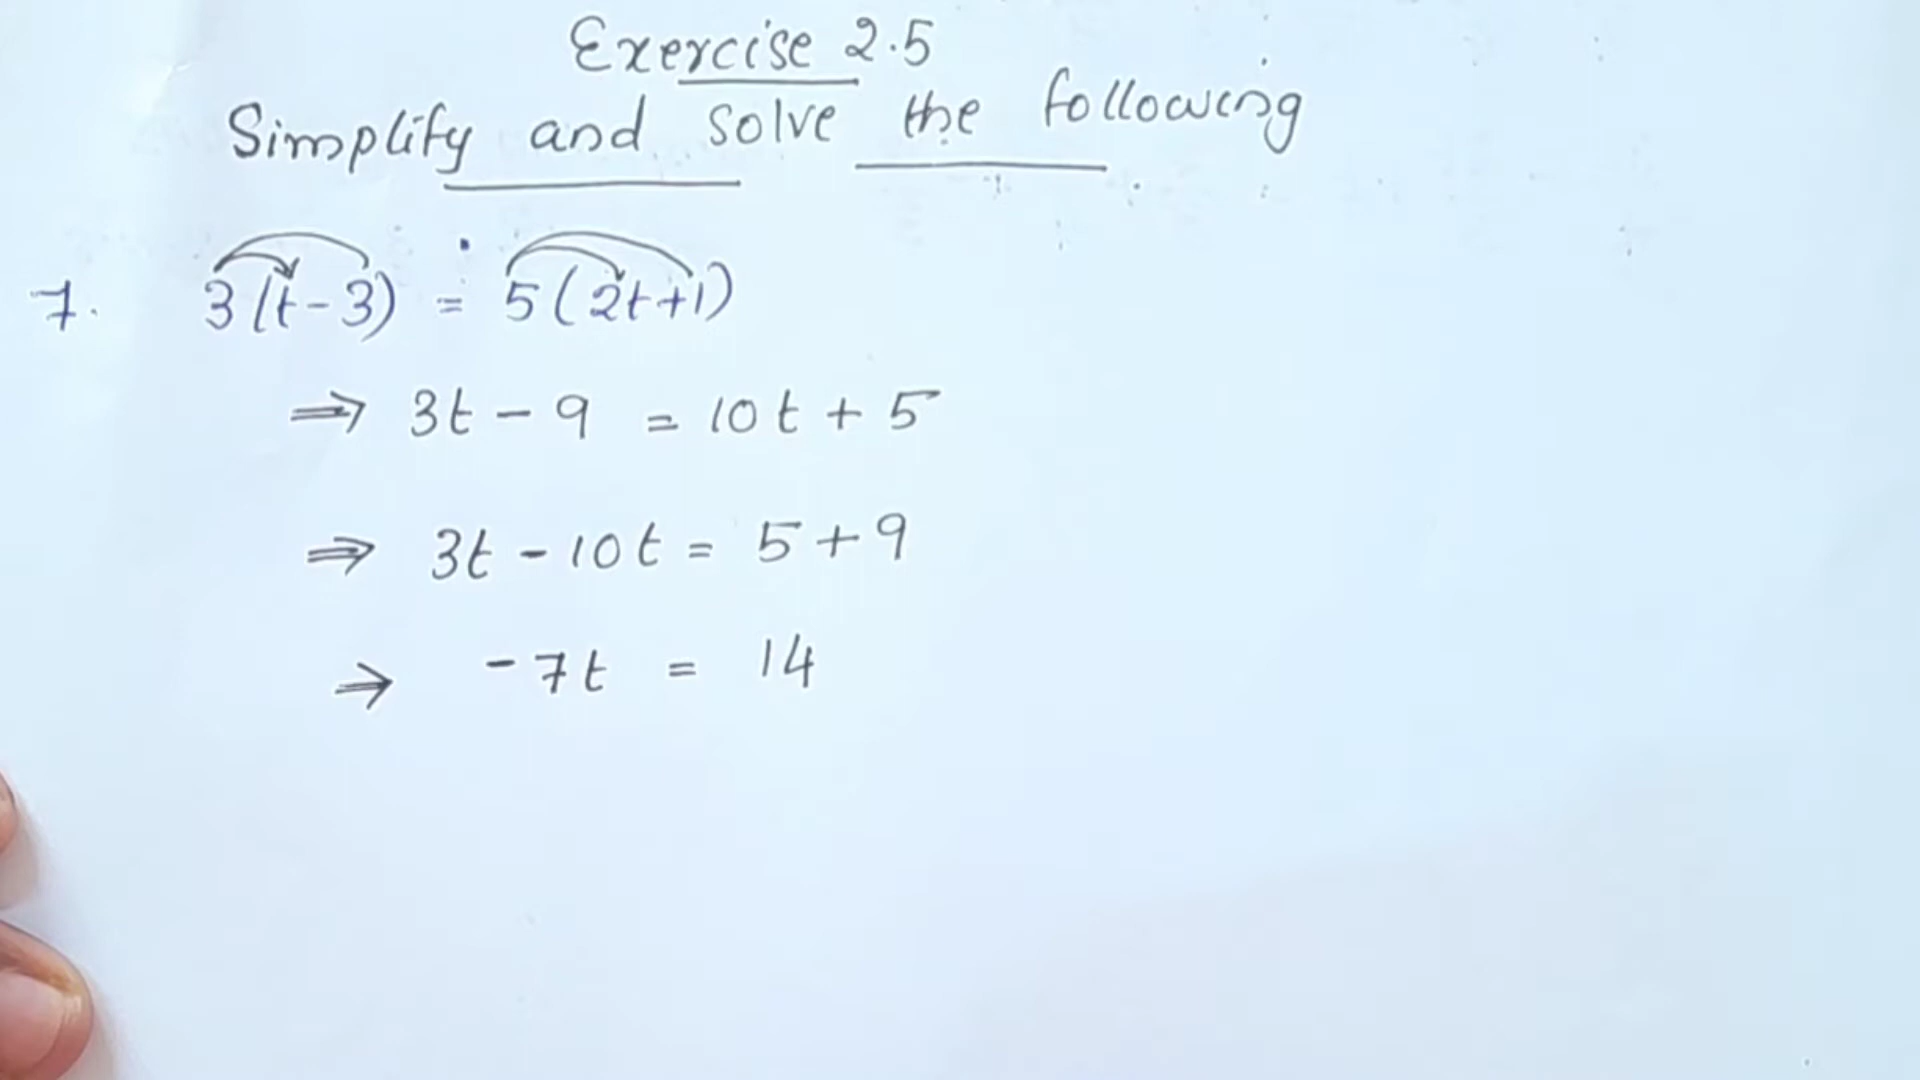 Exercise 2.5
Simplify and solve the following
7. 3(t-3) = 5(2t+1)
⇒ 3t - 9 = 10t + 5
⇒ 3t - 10t = 5 + 9
⇒ -7t = 14